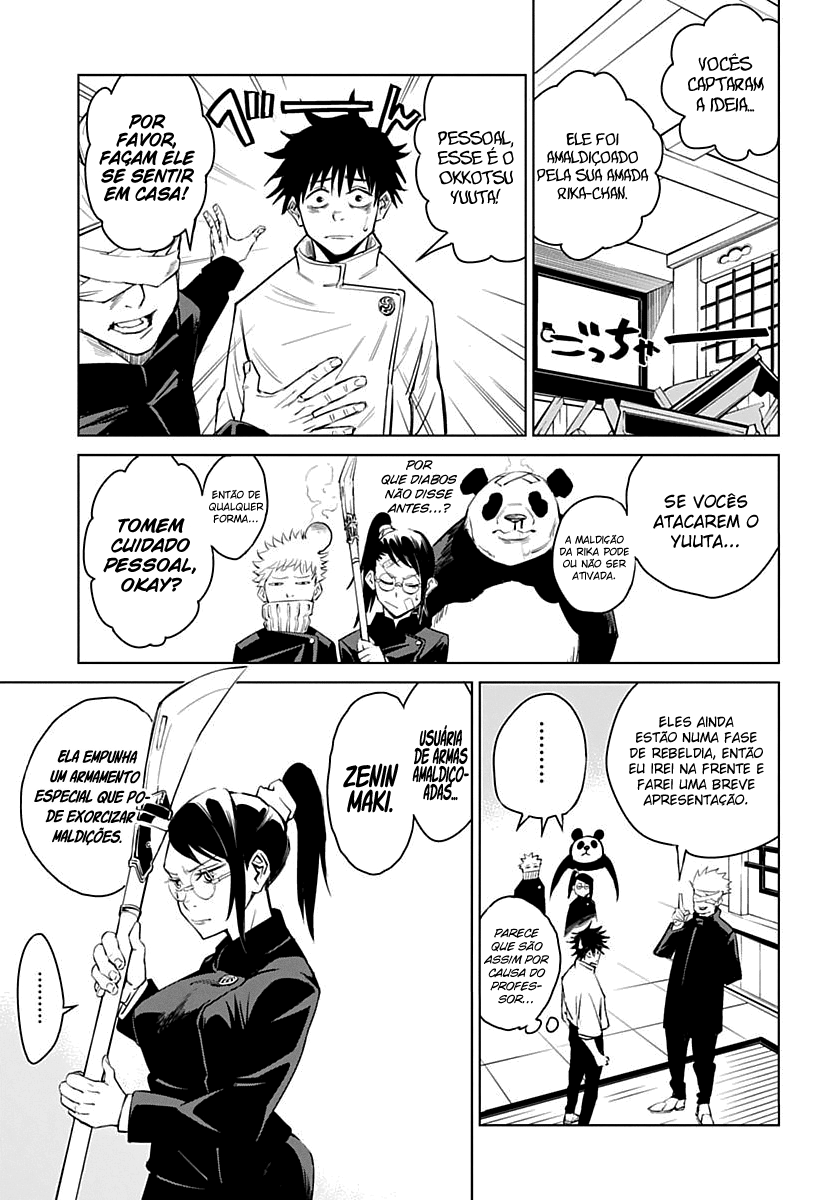 VOCÊS
CAPTARAM
A IDEIA...
ELE FOI
AMALDIÇOADO
PELA SUA AMADA
RIKA-CHAN.
ごっちゃー
PESSOAL,
ESSE É O
OKKOTSU
YUUTA!
べーん
POR
FAVOR,
FAÇAM ELE
SE SENTIR
EM CASA!
SE VOCÊS
ATACAREM O
YUUTA...
A MALDIÇÃO
DA RIKA PODE
OU NÃO SER
ATIVADA.
POR
QUE DIABOS
NÃO DISSE
ANTES...?
ENTÃO DE
QUALQUER
FORMA...
TOMEM
CUIDADO
PESSOAL,
OKAY?
ELES AINDA
ESTÃO NUMA FASE
DE REBELDIA, ENTÃO
EU IREI NA FRENTE E
FAREI UMA BREVE
APRESENTAÇÃO.
........
PARECE
QUE SÃO
ASSIM POR
CAUSA DO
PROFES-
SOR...
USUÁRIA
DE ARMAS
AMALDIÇO-
ADAS...
ZENIN
MAKI.
ELA EMPUNHA
UM ARMAMENTO
ESPECIAL QUE PO-
DE EXORCIZAR
MALDIÇÕES.
........